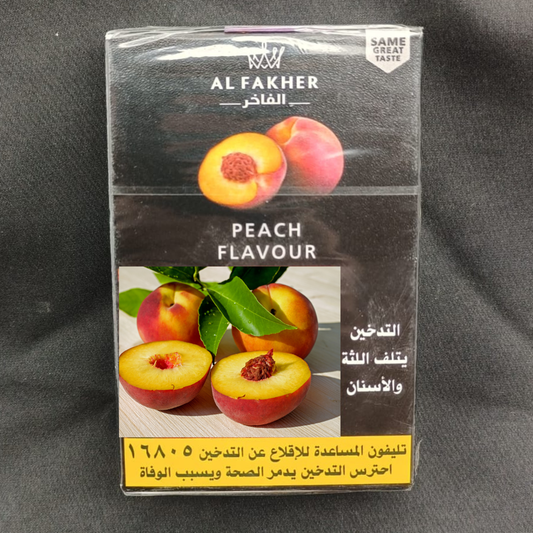 SAME
GREAT
TASTE
AL FAKHER
الفاخر
PEACH
FLAVOUR
التدخين
يتلف اللثة
والأسنان
تليفون المساعدة للإقلاع عن التدخين ١٦٨٠٥
احترس التدخين يدمر الصحة ويسبب الوفاة